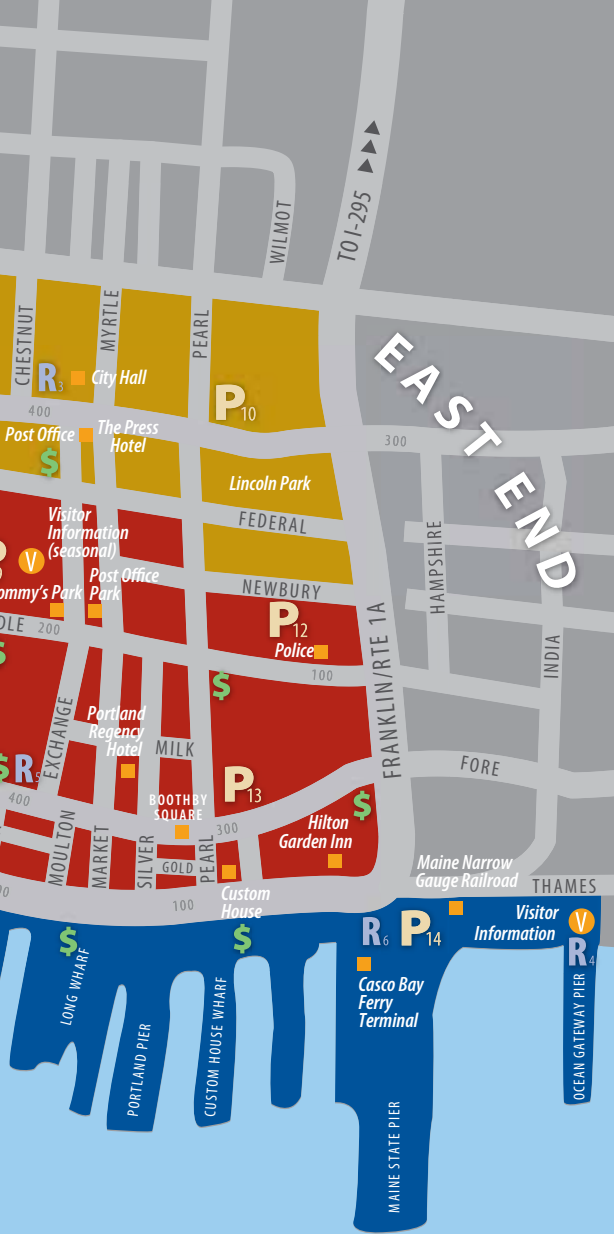 WILMOT
TO I-295
CHESTNUT
MYRTLE
PEARL
EAST END
R3
City Hall
P10
400
300
Post Office
The Press
Hotel
$
Lincoln Park
FEDERAL
Visitor
Information
(seasonal)
V
Post Office
Park
ommy's Park
NEWBURY
HAMPSHIRE
P12
Police
DLE
200
100
INDIA
$
$
FRANKLIN/RTE 1A
EXCHANGE
Portland
Regency
Hotel
MILK
$
R5
P13
FORE
400
BOOTHBY
SQUARE
300
$
Hilton
Garden Inn
MOULTON
MARKET
SILVER
GOLD
PEARL
Maine Narrow
Gauge Railroad
THAMES
00
100
Custom
House
Visitor
Information
V
R4
R6
P14
$
$
Casco Bay
Ferry
Terminal
LONG WHARF
PORTLAND PIER
CUSTOM HOUSE WHARF
MAINE STATE PIER
OCEAN GATEWAY PIER